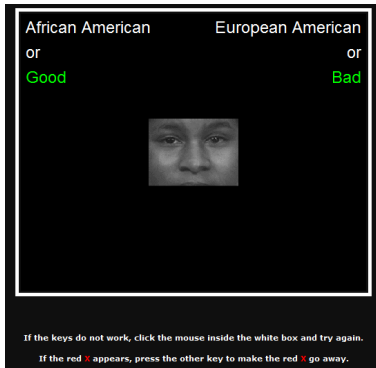 African American European American
or or
Good Bad
If the keys do not work, click the mouse inside the white box and try again.
If the red X appears, press the other key to make the red X go away.